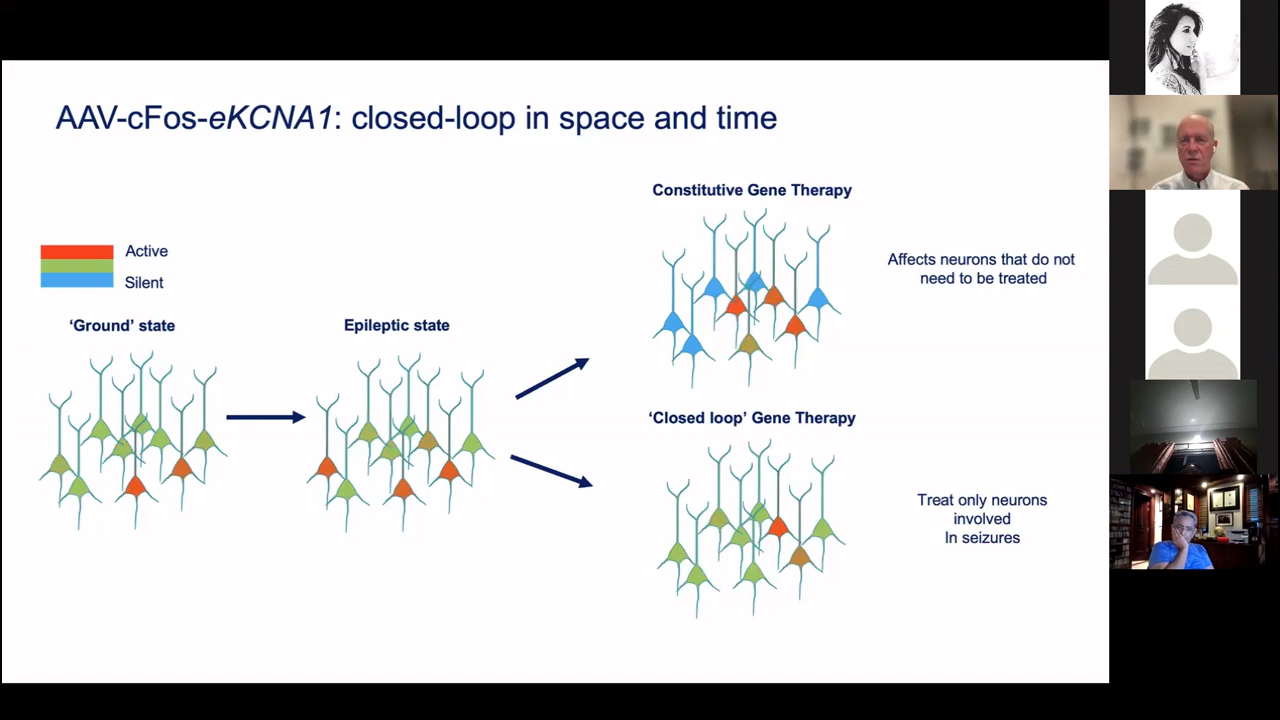 AAV-cFos-eKCNA1: closed-loop in space and time
Active
Silent
‘Ground’ state
Epileptic state
Constitutive Gene Therapy
Affects neurons that do not
need to be treated
‘Closed loop’ Gene Therapy
Treat only neurons
involved
In seizures